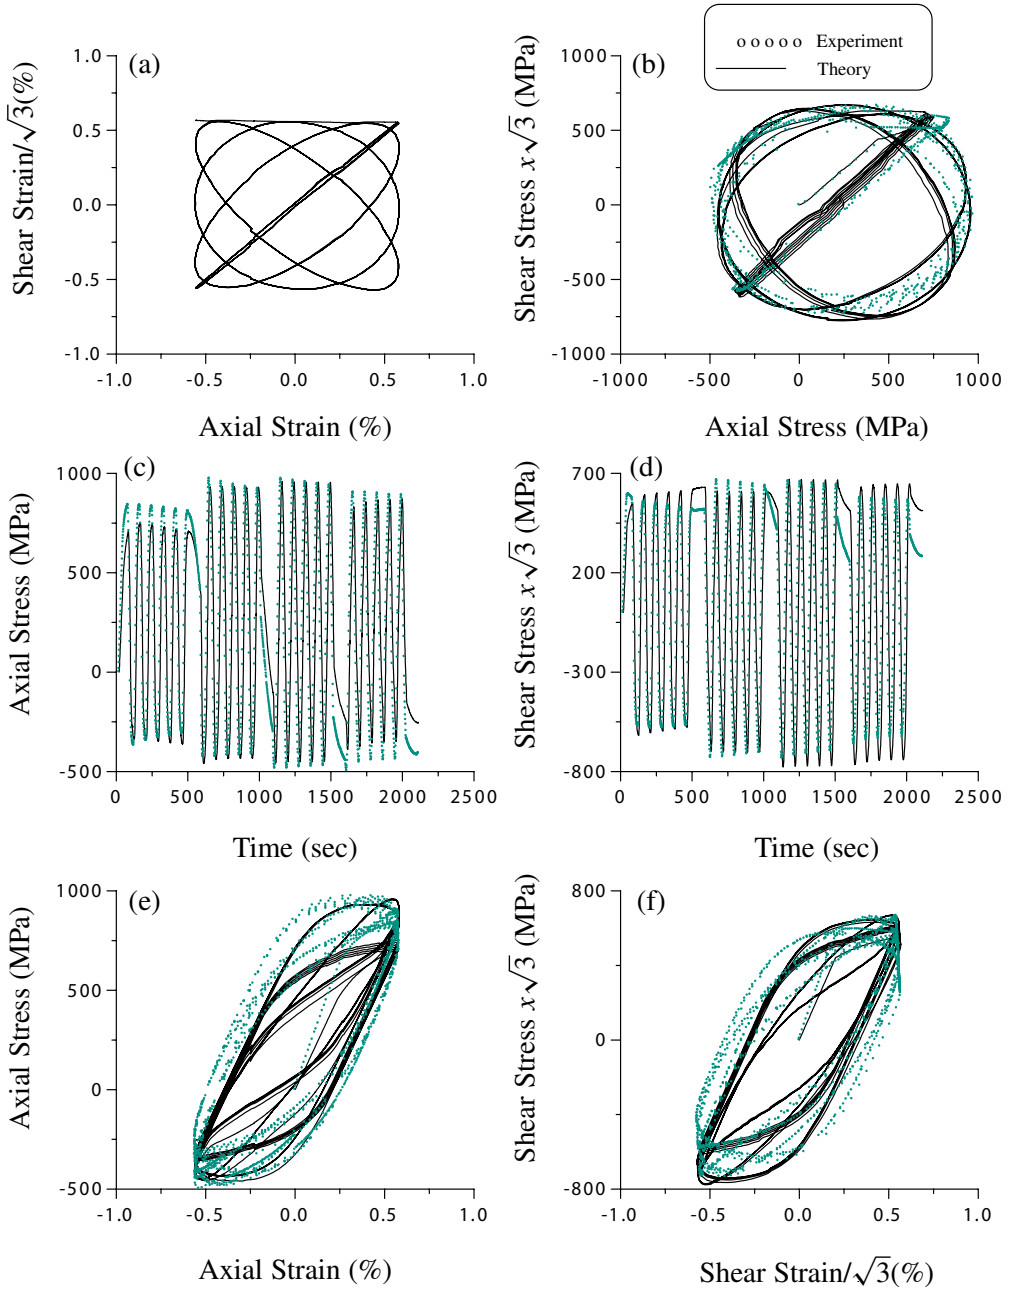 o o o o o Experiment
Theory
(a)
Shear Strain/√3(%)
1.0
0.5
0.0
-0.5
-1.0
-1.0 -0.5 0.0 0.5 1.0
Axial Strain (%)
(b)
Shear Stress x√3 (MPa)
1000
500
0
-500
-1000
-1000 -500 0 500 1000
Axial Stress (MPa)
(c)
Axial Stress (MPa)
1000
500
0
-500
0 500 1000 1500 2000 2500
Time (sec)
(d)
Shear Stress x√3 (MPa)
700
200
-300
-800
0 500 1000 1500 2000 2500
Time (sec)
(e)
Axial Stress (MPa)
1000
500
0
-500
-1.0 -0.5 0.0 0.5 1.0
Axial Strain (%)
(f)
Shear Stress x√3 (MPa)
800
0
-800
-1.0 -0.5 0.0 0.5 1.0
Shear Strain/√3(%)